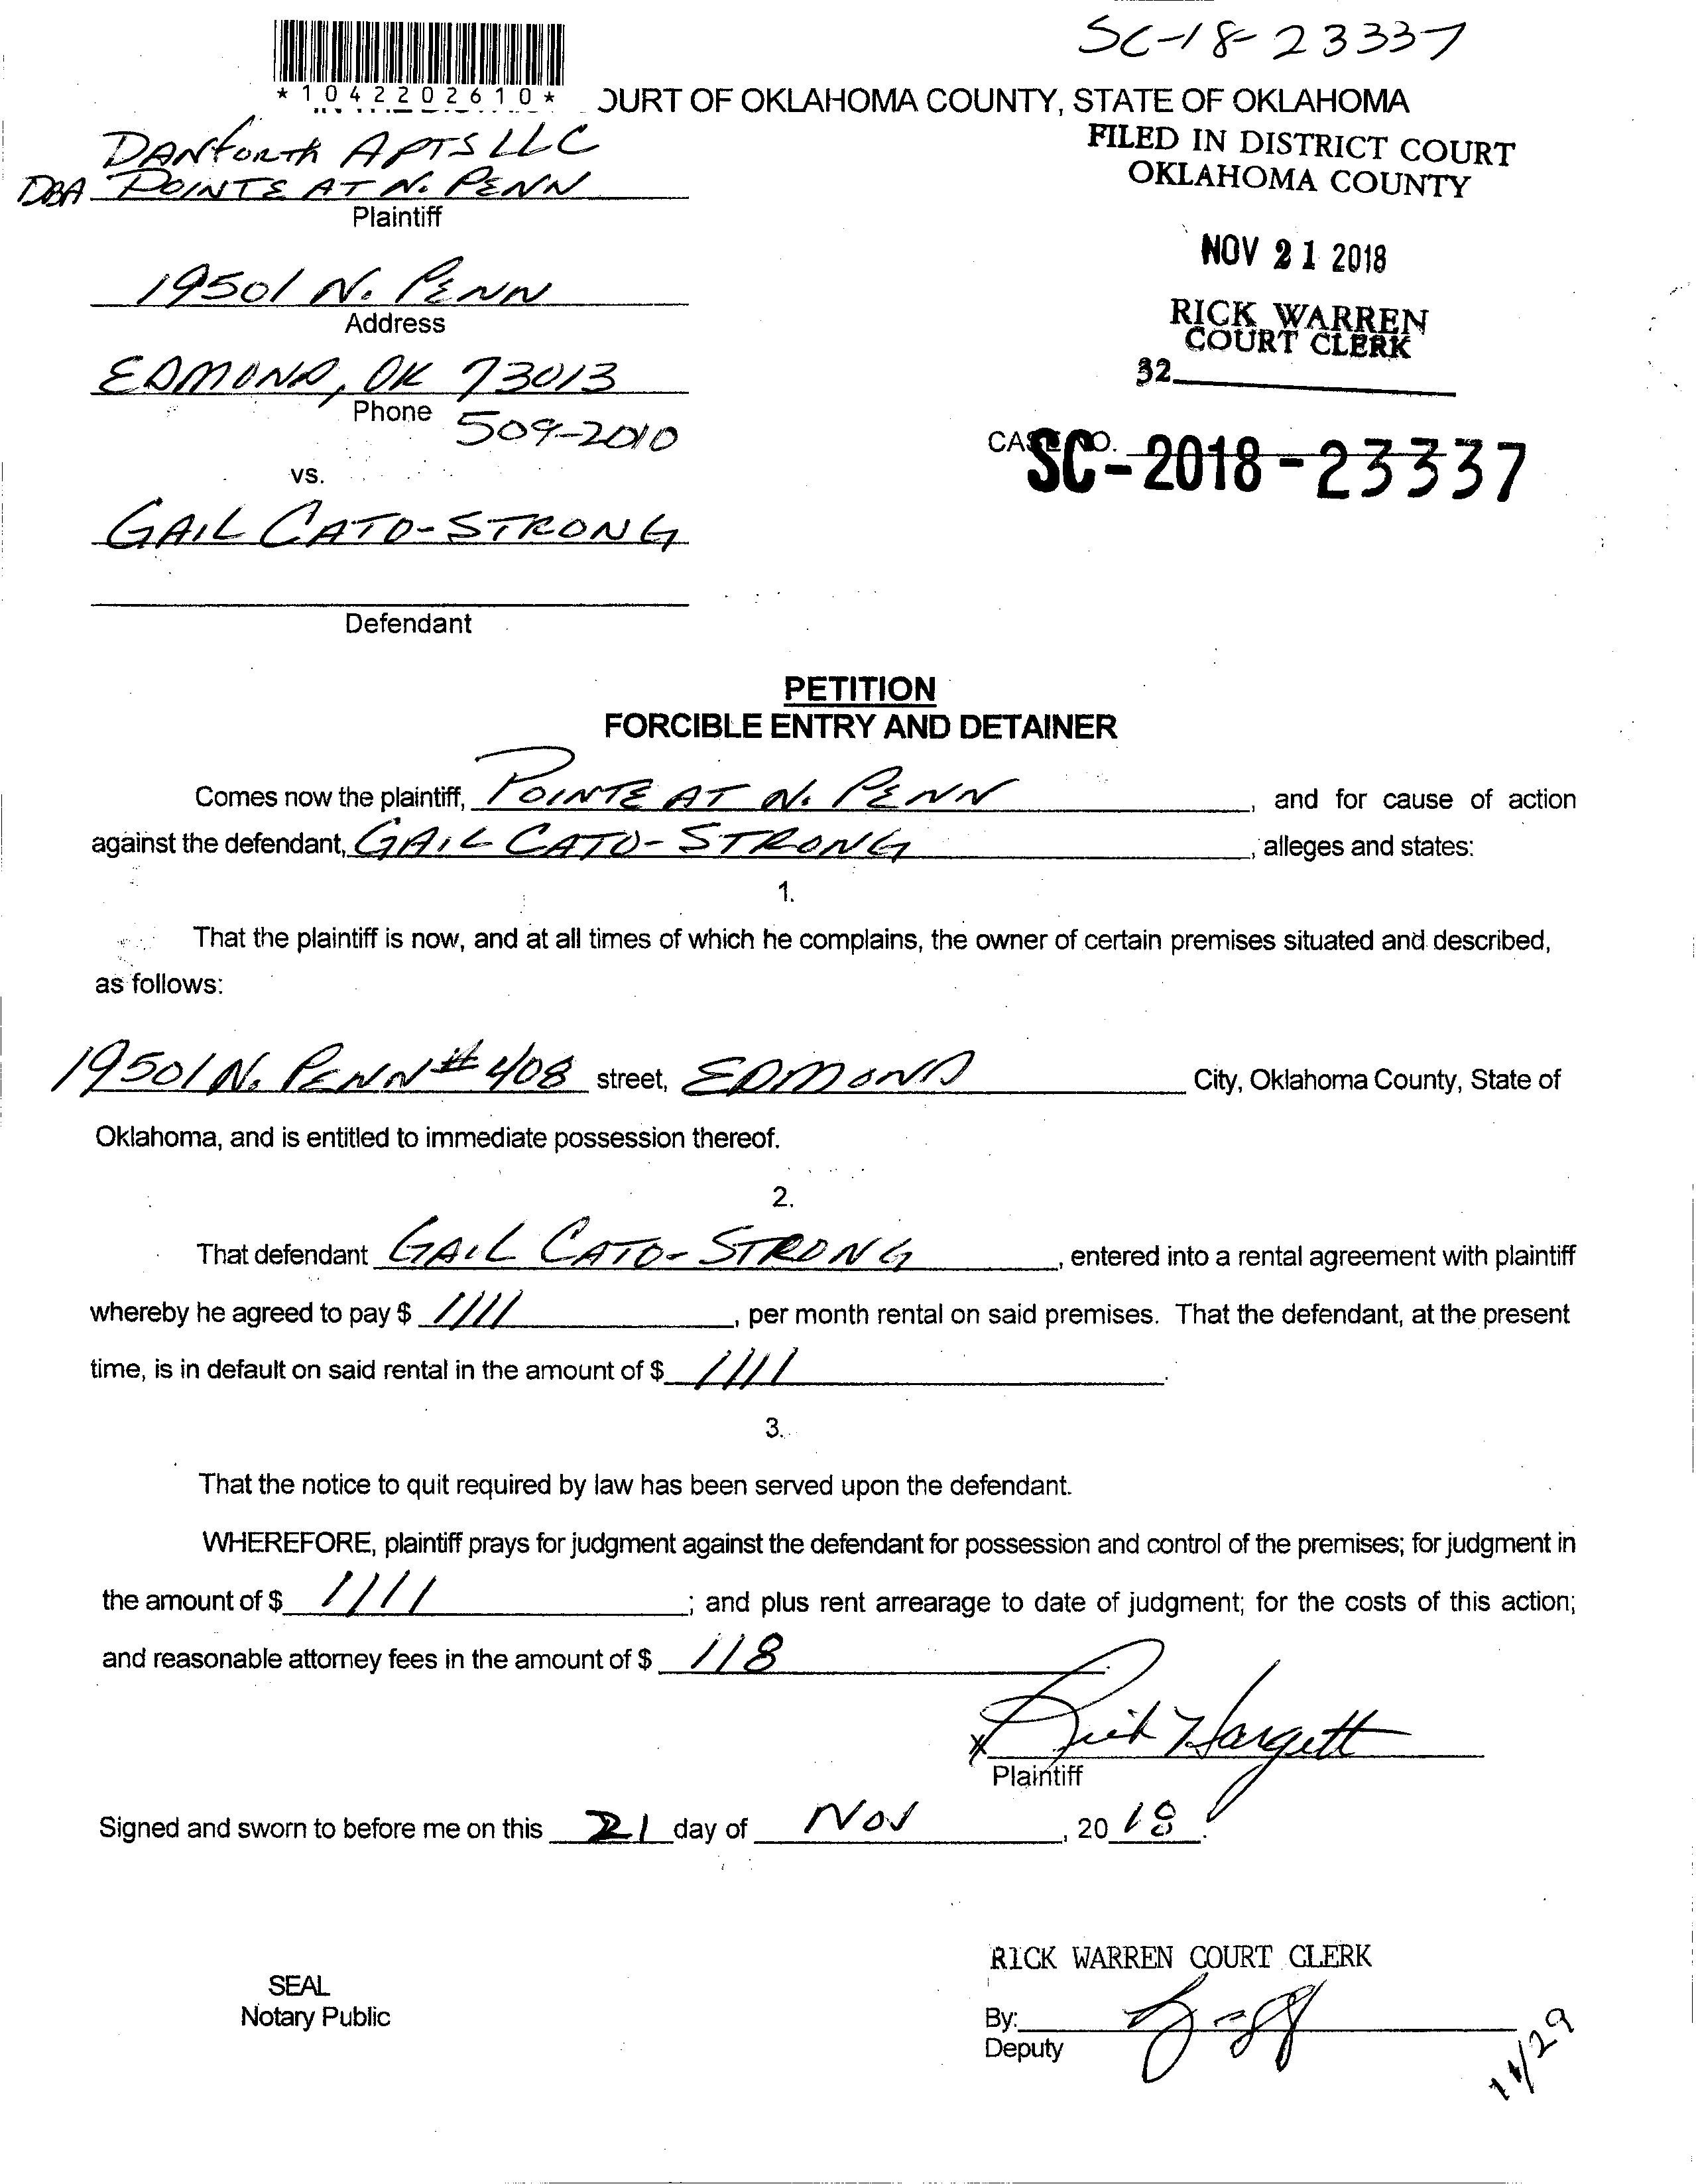 SC-18-23337
*1042202610*
OURT OF OKLAHOMA COUNTY, STATE OF OKLAHOMA
FILED IN DISTRICT COURT
OKLAHOMA COUNTY
DANFORTH APTS LLC
DBA POINTE AT N. PENN
Plaintiff
NOV 21 2018
19501 N. PENN
Address
RICK WARREN
COURT CLERK
32
EDMOND, OK 73013
Phone 509-2010
CASE NO.
SC-2018-23337
vs.
GAIL CATO-STRONG
Defendant
PETITION
FORCIBLE ENTRY AND DETAINER
Comes now the plaintiff, POINTE AT N. PENN, and for cause of action
against the defendant, GAIL CATO-STRONG, alleges and states:
1.
That the plaintiff is now, and at all times of which he complains, the owner of certain premises situated and described,
as follows:
19501 N. PENN #408 street, EDMOND City, Oklahoma County, State of
Oklahoma, and is entitled to immediate possession thereof.
2.
That defendant GAIL CATO-STRONG, entered into a rental agreement with plaintiff
whereby he agreed to pay $ 1111, per month rental on said premises. That the defendant, at the present
time, is in default on said rental in the amount of $ 1111.
3.
That the notice to quit required by law has been served upon the defendant.
WHEREFORE, plaintiff prays for judgment against the defendant for possession and control of the premises; for judgment in
the amount of $ 1111; and plus rent arrearage to date of judgment; for the costs of this action;
and reasonable attorney fees in the amount of $ 118.
x Rick Hargett
Plaintiff
Signed and sworn to before me on this 21 day of Nov, 2018.
RICK WARREN COURT CLERK
SEAL
Notary Public
By:
Deputy
11/29